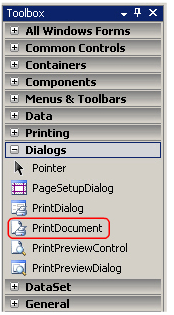 Toolbox
All Windows Forms
Common Controls
Containers
Components
Menus & Toolbars
Data
Printing
Dialogs
Pointer
PageSetupDialog
PrintDialog
PrintDocument
PrintPreviewControl
PrintPreviewDialog
DataSet
General